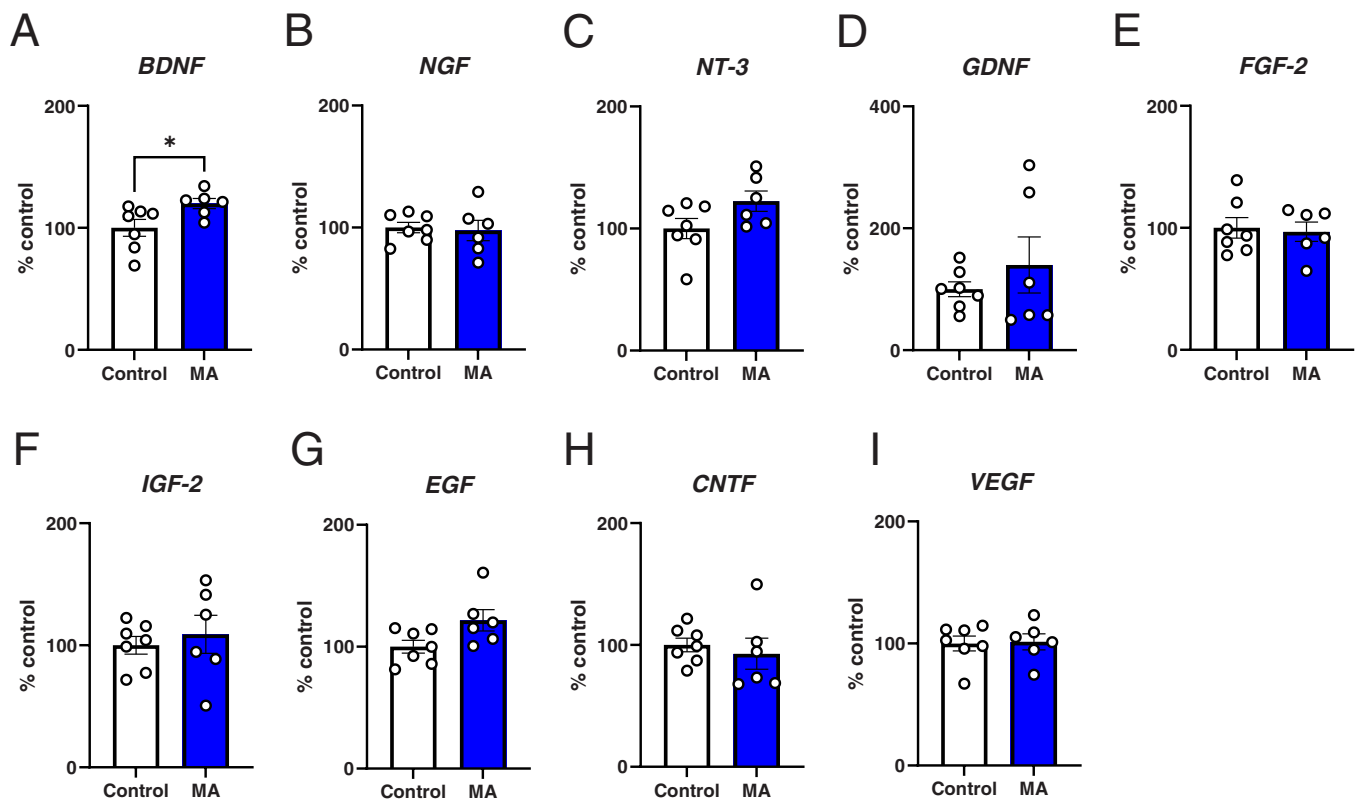 A B C D E
BDNF NGF NT-3 GDNF FGF-2
200 200 200 400 200
*
% control % control % control % control % control
100 100 100 200 100
0 0 0 0 0
Control MA Control MA Control MA Control MA Control MA
F G H I
IGF-2 EGF CNTF VEGF
200 200 200 200
% control % control % control % control
100 100 100 100
0 0 0 0
Control MA Control MA Control MA Control MA